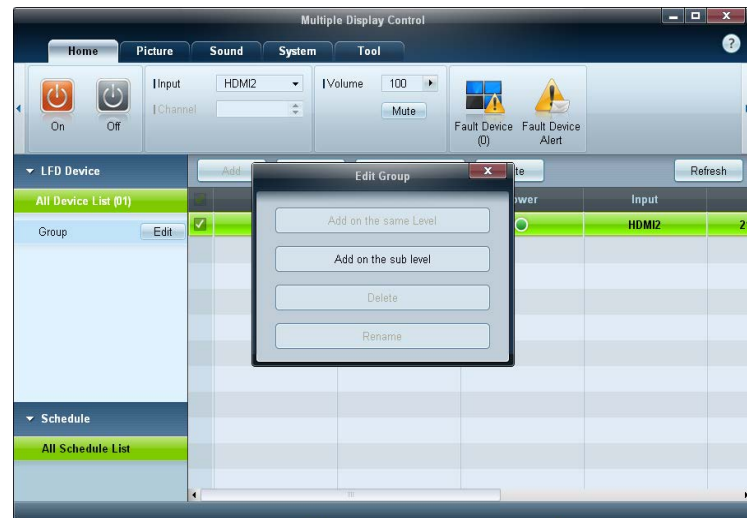 Multiple Display Control
Home Picture Sound System Tool
Input HDMI2
Channel
Volume 100
Mute
On Off
Fault Device (0)
Fault Device Alert
LFD Device
All Device List (01)
Group Edit
Add
Refresh
Input
HDMI2
Edit Group
Add on the same Level
Add on the sub level
Delete
Rename
Schedule
All Schedule List